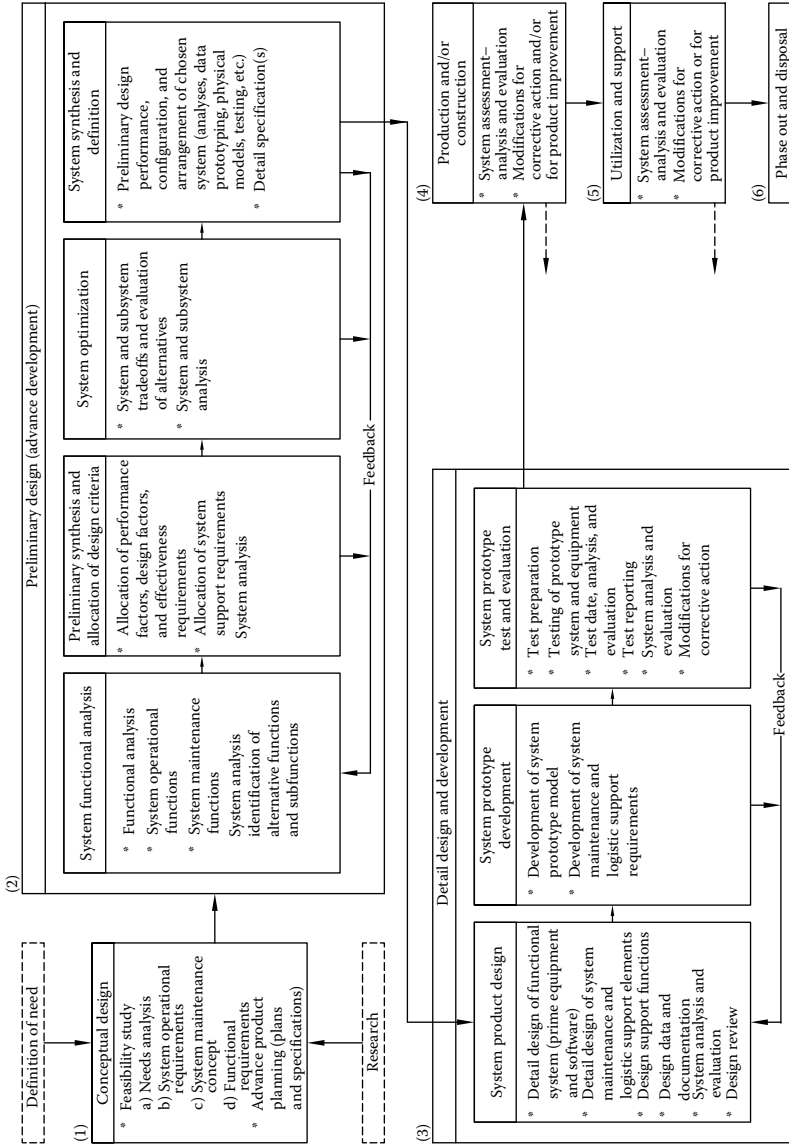 Definition of need
(1)
Conceptual design
* Feasibility study
a) Needs analysis
b) System operational
requirements
c) System maintenance
concept
d) Functional
requirements
* Advance product
planning (plans
and specifications)
Research
(2)
Preliminary design (advance development)
System functional analysis
* Functional analysis
* System operational
functions
* System maintenance
functions
System analysis
identification of
alternative functions
and subfunctions
Preliminary synthesis and
allocation of design criteria
* Allocation of performance
factors, design factors,
and effectiveness
requirements
* Allocation of system
support requirements
System analysis
System optimization
* System and subsystem
tradeoffs and evaluation
of alternatives
* System and subsystem
analysis
System synthesis and
definition
* Preliminary design
performance,
configuration, and
arrangement of chosen
system (analyses, data
prototyping, physical
models, testing, etc.)
* Detail specification(s)
Feedback
(3)
Detail design and development
System product design
* Detail design of functional
system (prime equipment
and software)
* Detail design of system
maintenance and
logistic support elements
* Design support functions
* Design data and
documentation
* System analysis and
evaluation
* Design review
System prototype
development
* Development of system
prototype model
* Development of system
maintenance and
logistic support
requirements
System prototype
test and evaluation
* Test preparation
* Testing of prototype
system and equipment
* Test date, analysis, and
evaluation
* Test reporting
* System analysis and
evaluation
* Modifications for
corrective action
Feedback
(4)
Production and/or
construction
* System assessment–
analysis and evaluation
* Modifications for
corrective action and/or
for product improvement
(5)
Utilization and support
* System assessment–
analysis and evaluation
* Modifications for
corrective action or for
product improvement
(6)
Phase out and disposal